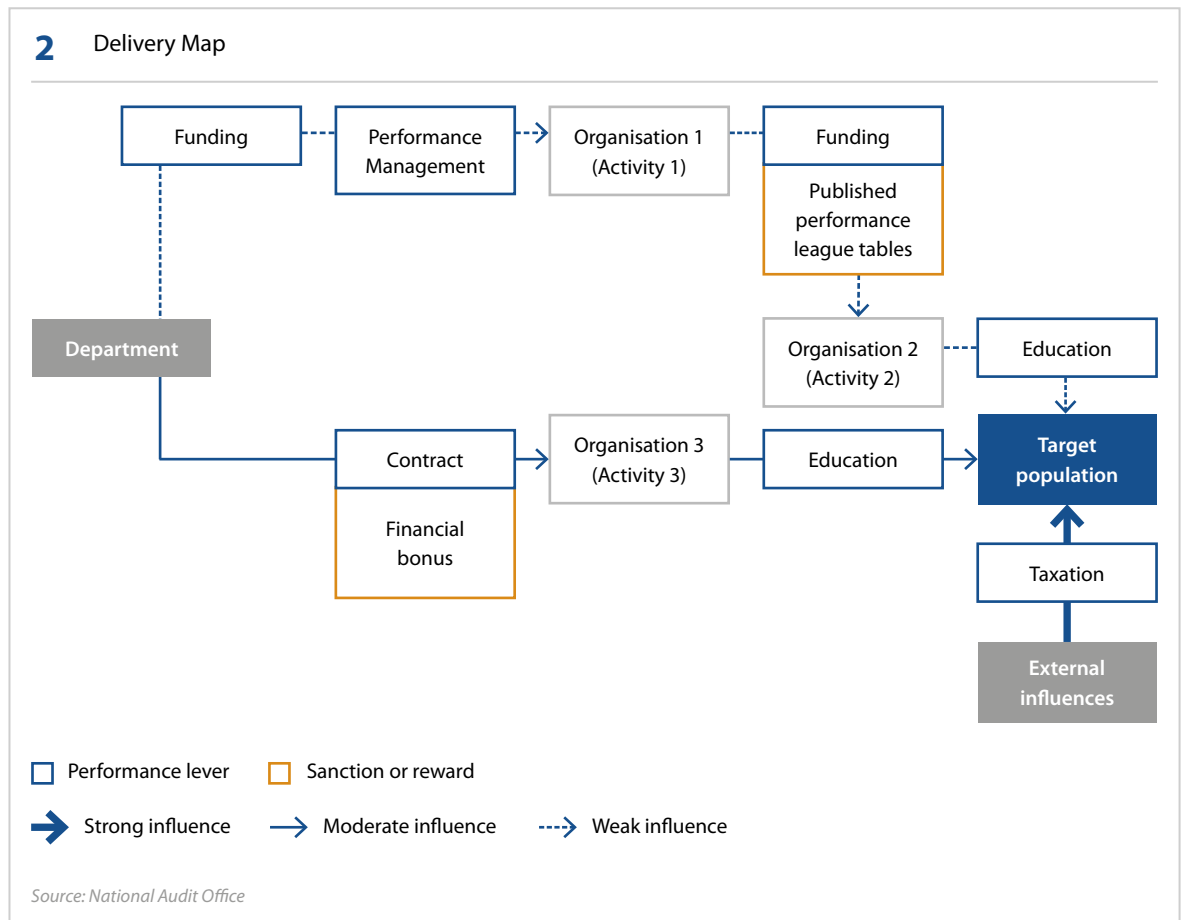 2 Delivery Map
Funding
Performance
Management
Organisation 1
(Activity 1)
Funding
Published
performance
league tables
Department
Organisation 2
(Activity 2)
Education
Contract
Financial
bonus
Organisation 3
(Activity 3)
Education
Target
population
Taxation
External
influences
Performance lever
Sanction or reward
Strong influence
Moderate influence
Weak influence
Source: National Audit Office